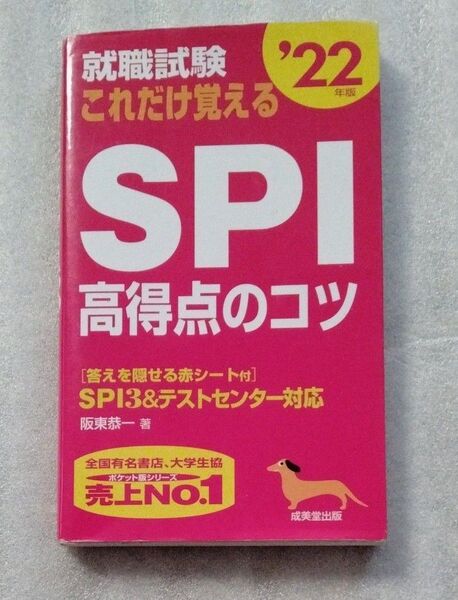 就職試験
'22
年版
これだけ覚える
SPI
高得点のコツ
[答えを隠せる赤シート付]
SPI3&テストセンター対応
阪東恭一 著
全国有名書店、大学生協
ポケット版シリーズ
売上NO.1
成美堂出版